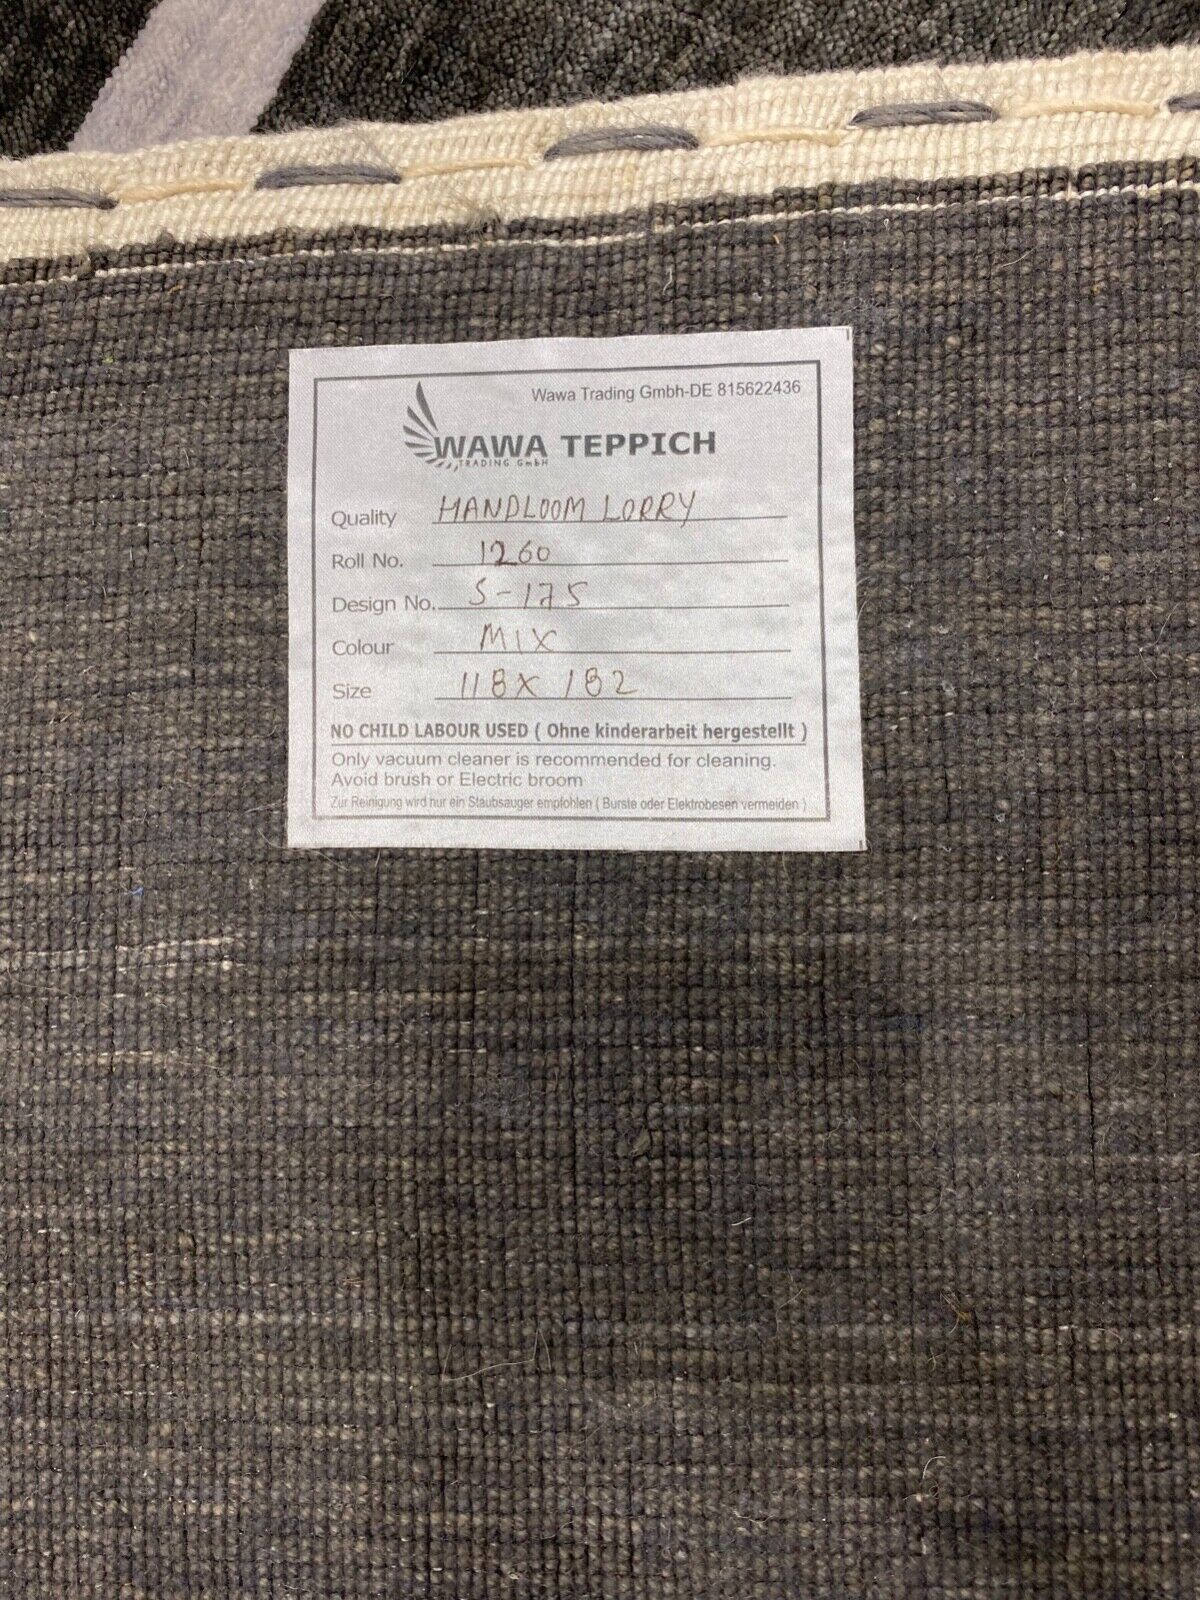 Wawa Trading Gmbh-DE 815622436
WAWA TEPPICH
TRADING GmbH
Quality HANDLOOM LORRY
Roll No. 1260
Design No. S-175
Colour MIX
Size 118X 182
NO CHILD LABOUR USED ( Ohne kinderarbeit hergestellt )
Only vacuum cleaner is recommended for cleaning.
Avoid brush or Electric broom
Zur Reinigung wird nur ein Staubsauger empfohlen ( Burste oder Elektrobesen vermeiden )